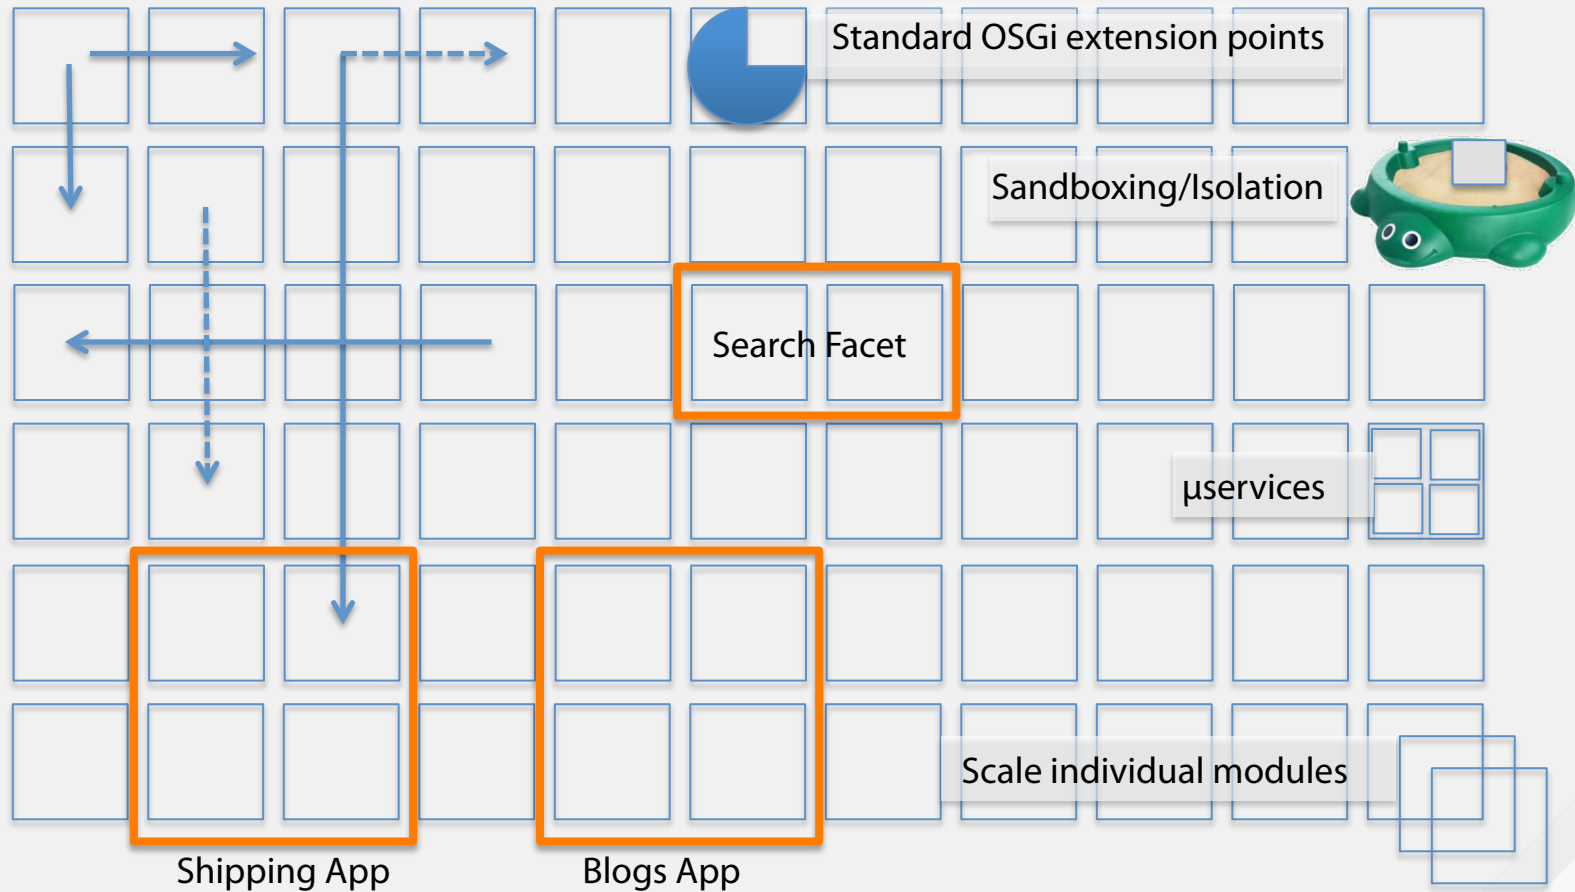 Standard OSGi extension points
Sandboxing/Isolation
Search Facet
µservices
Scale individual modules
Shipping App
Blogs App